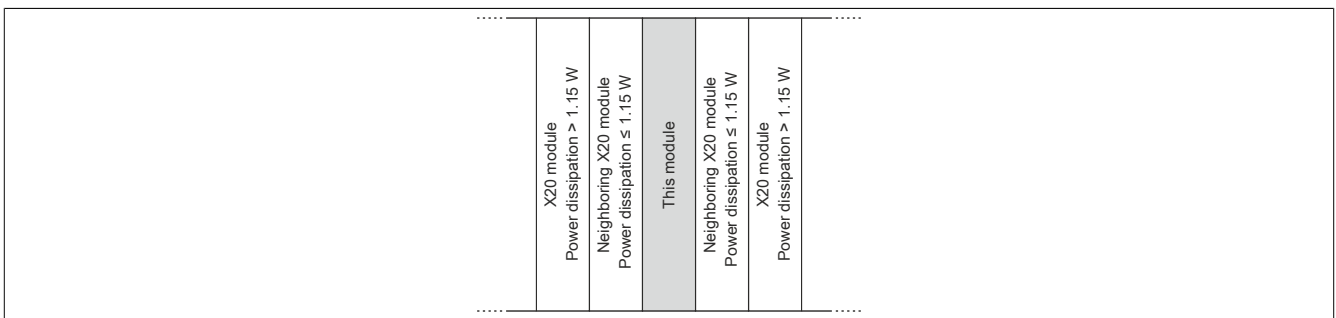 X20 module
Power dissipation > 1.15 W
Neighboring X20 module
Power dissipation ≤ 1.15 W
This module
Neighboring X20 module
Power dissipation ≤ 1.15 W
X20 module
Power dissipation > 1.15 W